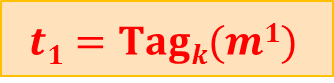 t₁ = Tagₖ(m¹)